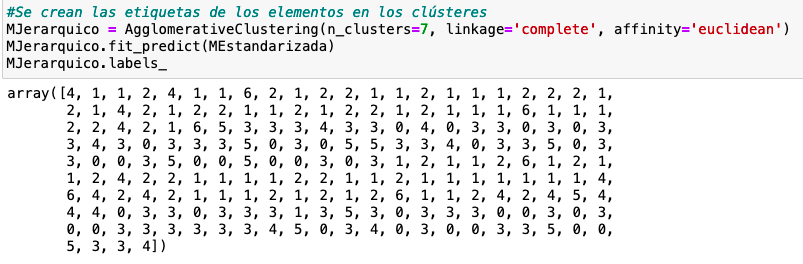 #Se crean las etiquetas de los elementos en los clústeres
MJerarquico = AgglomerativeClustering(n_clusters=7, linkage='complete', affinity='euclidean')
MJerarquico.fit_predict(MEstandarizada)
MJerarquico.labels_
array([4, 1, 1, 2, 4, 1, 1, 6, 2, 1, 2, 2, 1, 1, 2, 1, 1, 1, 2, 2, 2, 1,
2, 1, 4, 2, 1, 2, 2, 1, 1, 2, 1, 2, 2, 1, 2, 1, 1, 1, 6, 1, 1, 1,
2, 2, 4, 2, 1, 6, 5, 3, 3, 3, 4, 3, 3, 0, 4, 0, 3, 3, 0, 3, 0, 3,
3, 4, 3, 0, 3, 3, 3, 5, 0, 3, 0, 5, 5, 3, 3, 4, 0, 3, 3, 5, 0, 3,
3, 0, 0, 3, 5, 0, 0, 5, 0, 0, 3, 0, 3, 1, 2, 1, 1, 2, 6, 1, 2, 1,
1, 2, 4, 2, 2, 1, 1, 1, 1, 2, 2, 1, 1, 2, 1, 1, 1, 1, 1, 1, 1, 4,
6, 4, 2, 4, 2, 1, 1, 1, 2, 1, 2, 1, 2, 6, 1, 1, 2, 4, 2, 4, 5, 4,
4, 4, 0, 3, 3, 0, 3, 3, 3, 1, 3, 5, 3, 0, 3, 3, 3, 0, 0, 3, 0, 3,
0, 0, 3, 3, 3, 3, 3, 3, 4, 5, 0, 3, 4, 0, 3, 0, 0, 3, 3, 5, 0, 0,
5, 3, 3, 4])